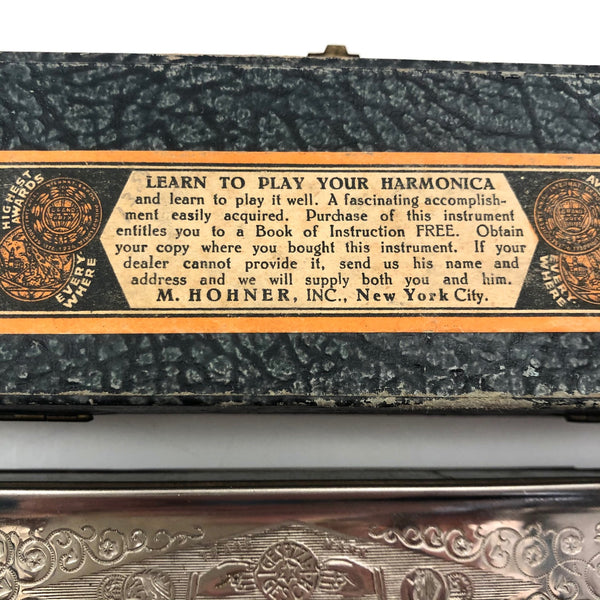 HIGHEST AWARDS
EVERY WHERE
LEARN TO PLAY YOUR HARMONICA
and learn to play it well. A fascinating accomplish-
ment easily acquired. Purchase of this instrument
entitles you to a Book of Instruction FREE. Obtain
your copy where you bought this instrument. If your
dealer cannot provide it, send us his name and
address and we will supply both you and him.
M. HOHNER, INC., New York City.